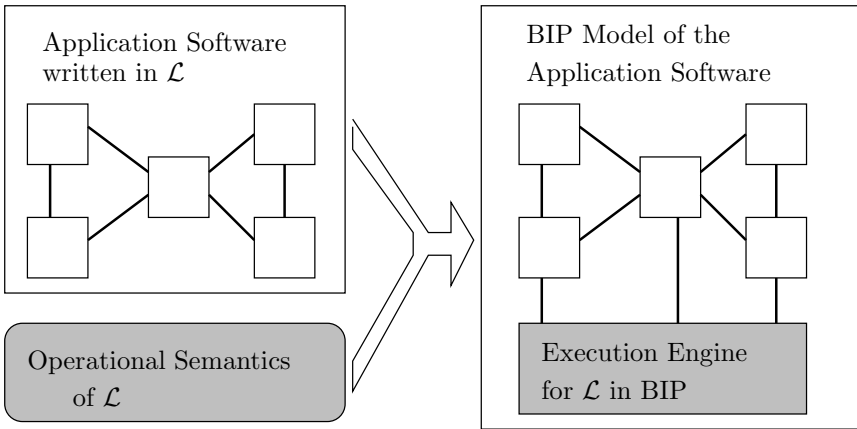 Application Software
written in ℒ
Operational Semantics
of ℒ
BIP Model of the
Application Software
Execution Engine
for ℒ in BIP